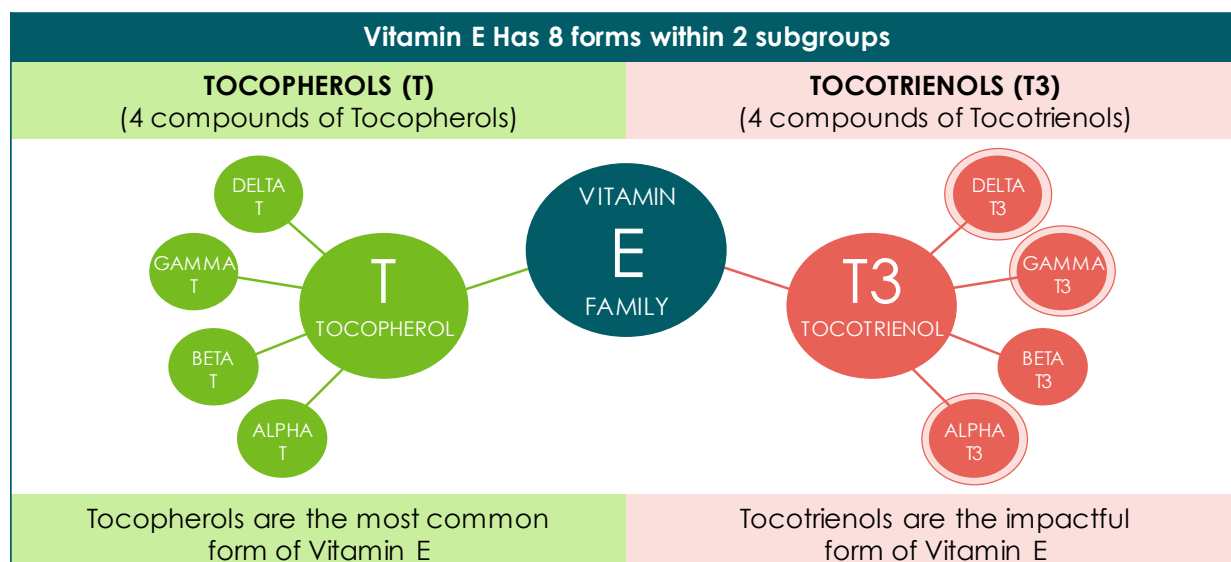 Vitamin E Has 8 forms within 2 subgroups
TOCOPHEROLS (T)
(4 compounds of Tocopherols)
TOCOTRIENOLS (T3)
(4 compounds of Tocotrienols)
DELTA
T
GAMMA
T
BETA
T
ALPHA
T
T
TOCOPHEROL
VITAMIN
E
FAMILY
T3
TOCOTRIENOL
DELTA
T3
GAMMA
T3
BETA
T3
ALPHA
T3
Tocopherols are the most common
form of Vitamin E
Tocotrienols are the impactful
form of Vitamin E